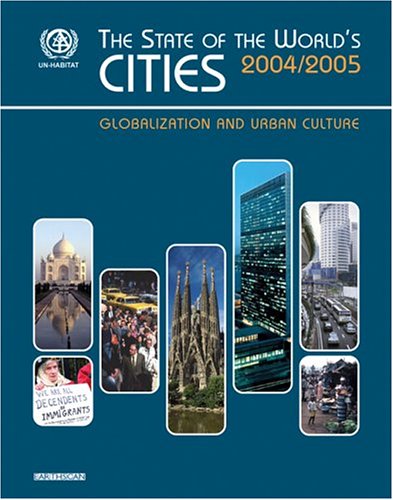 THE STATE OF THE WORLD'S
CITIES 2004/2005
UN-HABITAT
GLOBALIZATION AND URBAN CULTURE
WE ARE ALL
DECENDENTS
of
IMMIGRANTS
EARTHSCAN